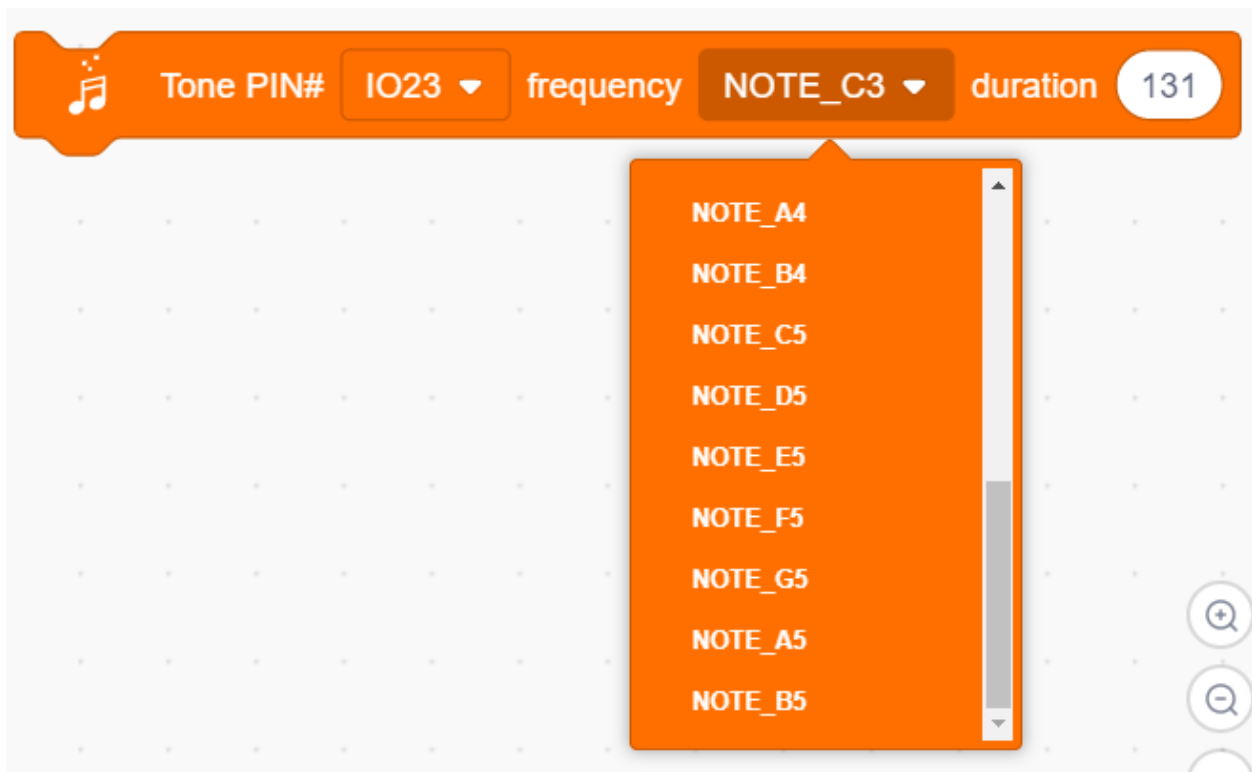 Tone PIN# IO23 frequency NOTE_C3 duration 131
NOTE_A4
NOTE_B4
NOTE_C5
NOTE_D5
NOTE_E5
NOTE_F5
NOTE_G5
NOTE_A5
NOTE_B5